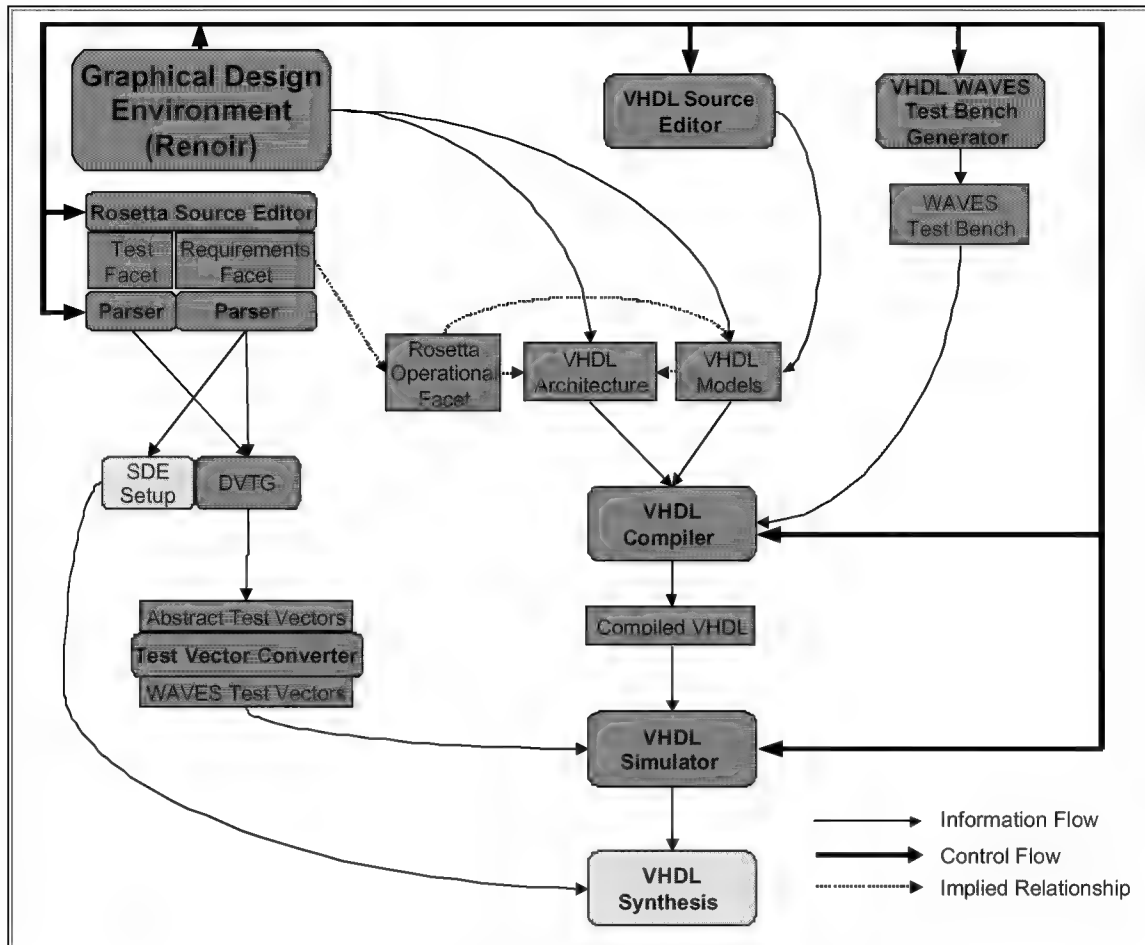 Graphical Design
Environment
(Renoir)
VHDL Source
Editor
VHDL WAVES
Test Bench
Generator
WAVES
Test Bench
Rosetta Source Editor
Test
Facet
Requirements
Facet
Parser
Parser
Rosetta
Operational
Facet
VHDL
Architecture
VHDL
Models
SDE
Setup
DVTG
VHDL
Compiler
Abstract Test Vectors
Test Vector Converter
WAVES Test Vectors
Compiled VHDL
VHDL
Simulator
VHDL
Synthesis
Information Flow
Control Flow
Implied Relationship